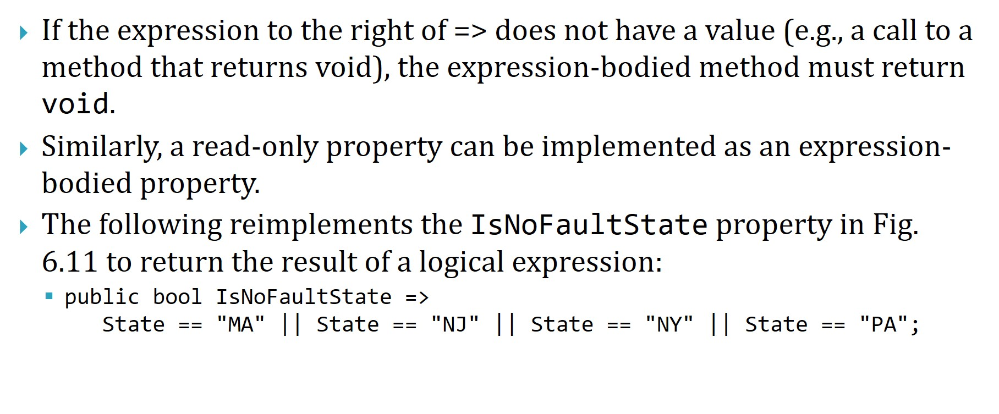 If the expression to the right of => does not have a value (e.g., a call to a
method that returns void), the expression-bodied method must return
void.
Similarly, a read-only property can be implemented as an expression-
bodied property.
The following reimplements the IsNoFaultState property in Fig.
6.11 to return the result of a logical expression:
public bool IsNoFaultState =>
State == "MA" || State == "NJ" || State == "NY" || State == "PA";